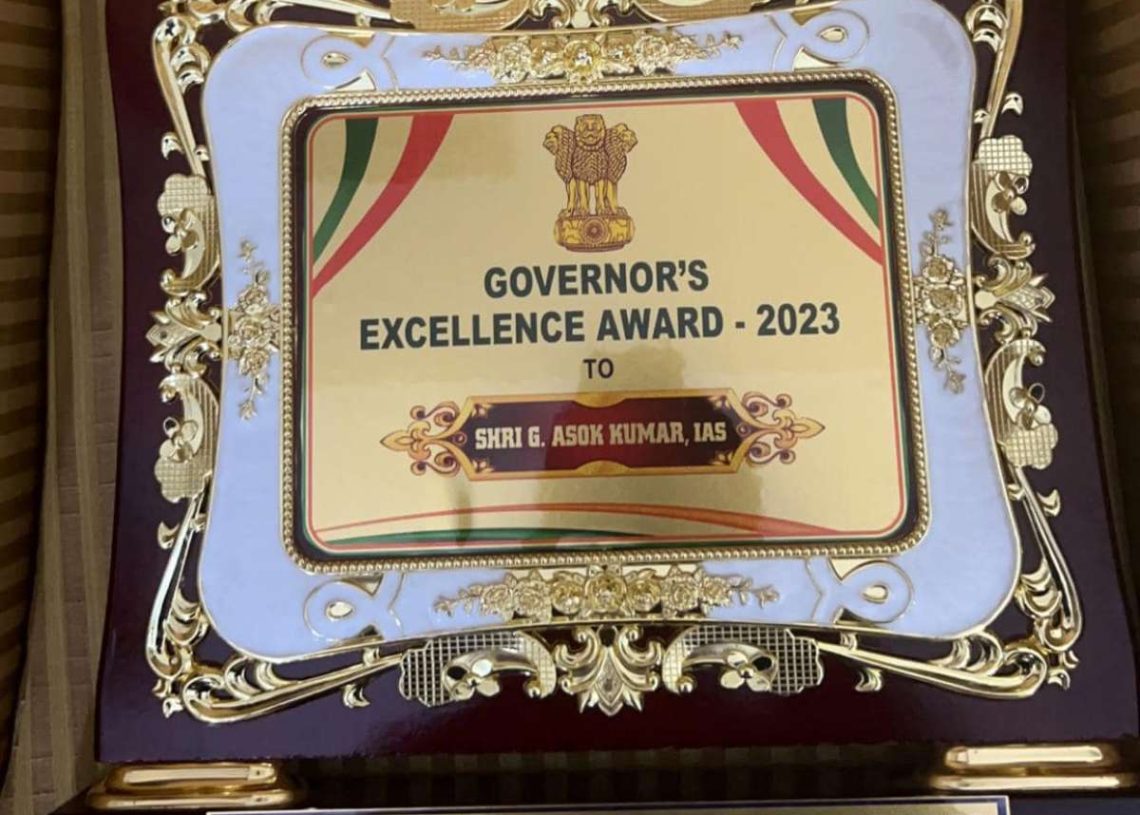 GOVERNOR'S
EXCELLENCE AWARD - 2023
TO
SHRI G. ASOK KUMAR, IAS